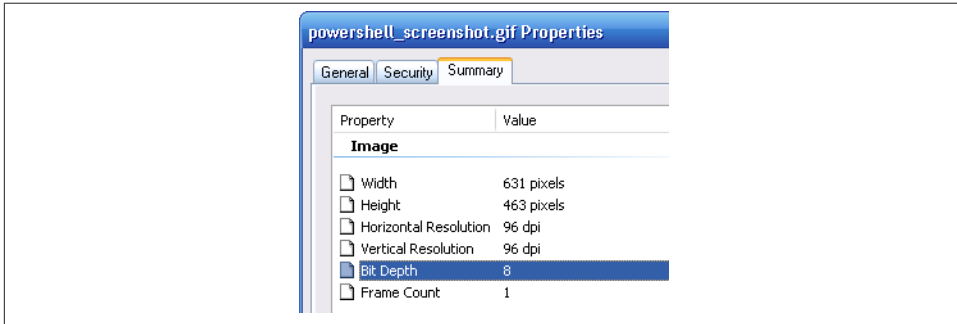 powershell_screenshot.gif Properties
General Security Summary
Property Value
Image
Width 631 pixels
Height 463 pixels
Horizontal Resolution 96 dpi
Vertical Resolution 96 dpi
Bit Depth 8
Frame Count 1